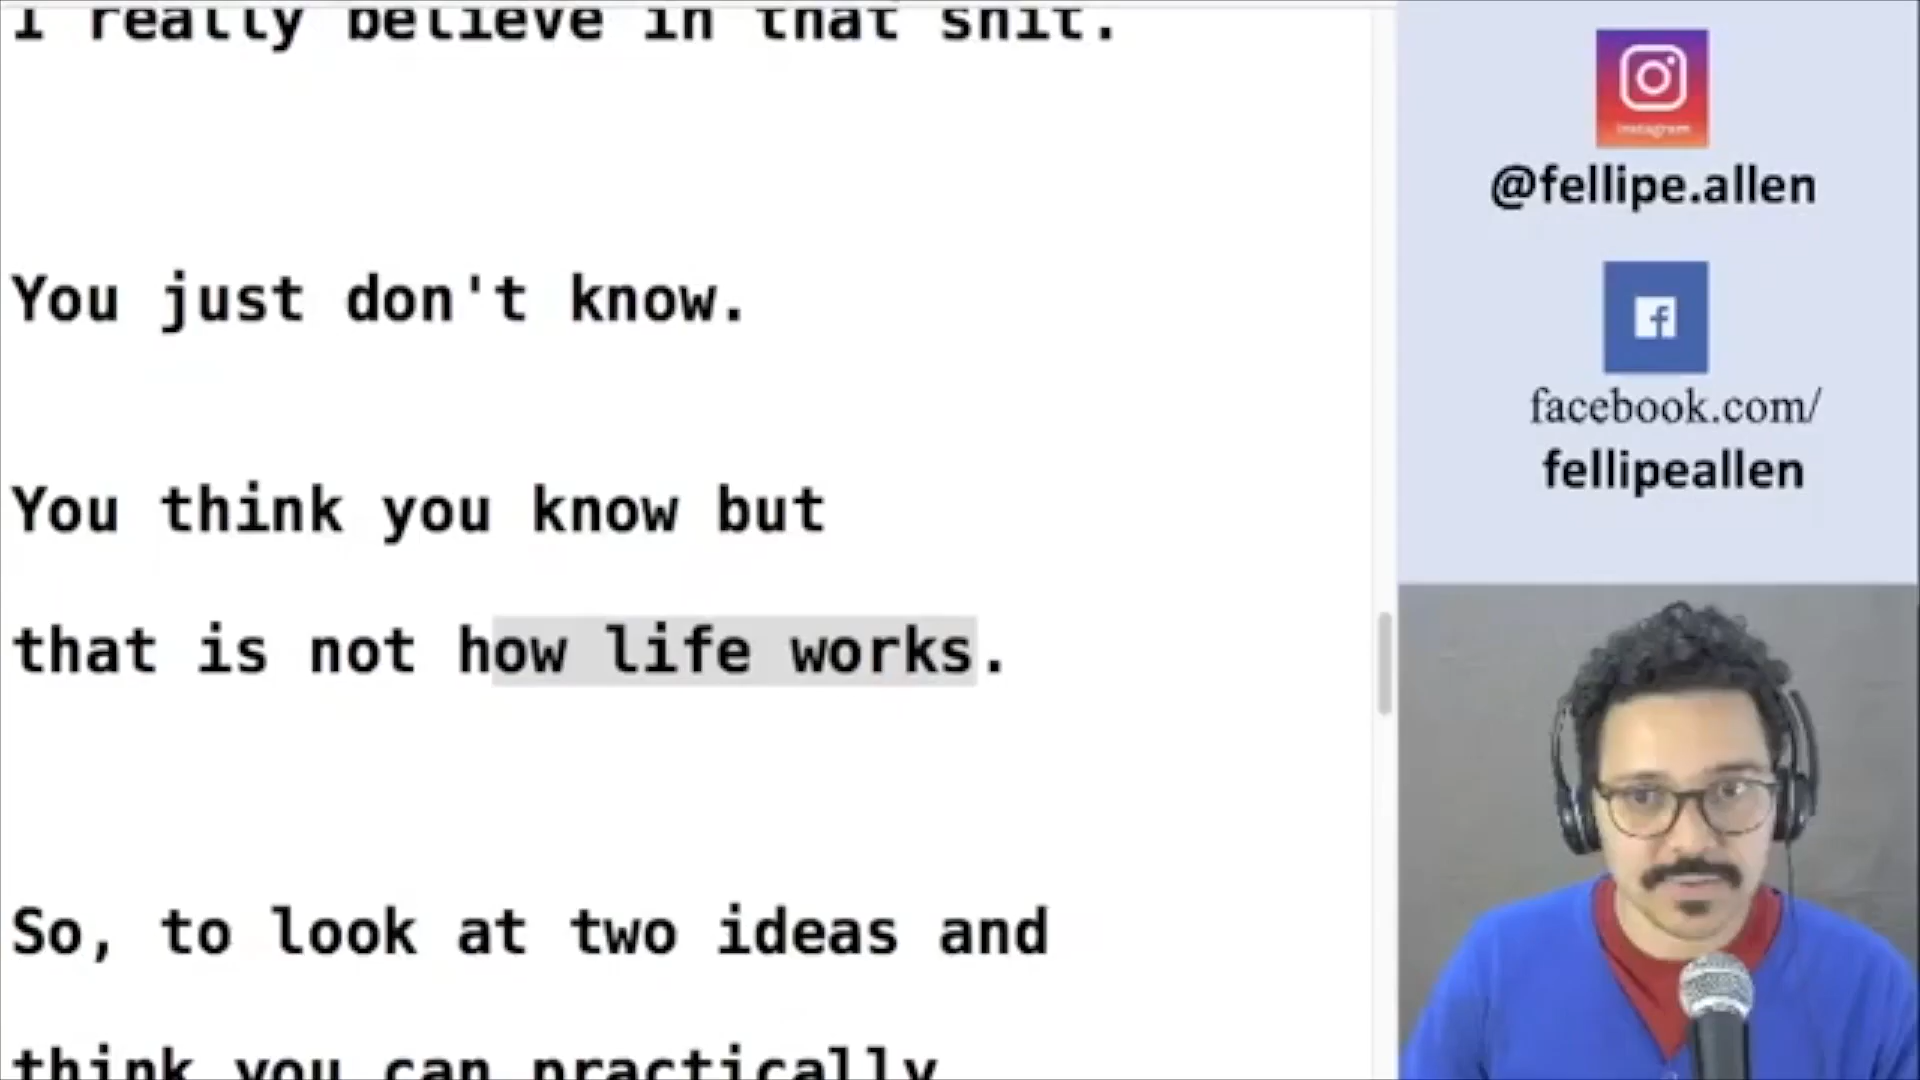 I really believe in that shit.
You just don't know.
You think you know but
that is not how life works.
So, to look at two ideas and
think you can practically
Instagram
@fellipe.allen
facebook.com/
fellipeallen